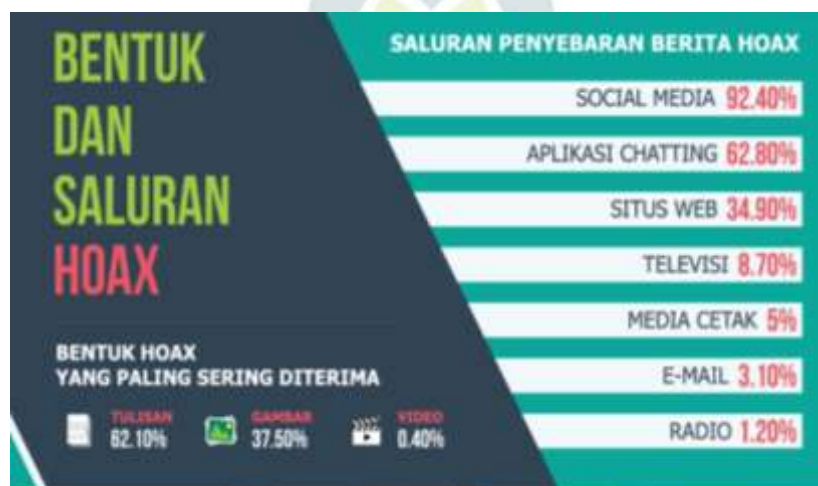 BENTUK
DAN
SALURAN
HOAX
BENTUK HOAX
YANG PALING SERING DITERIMA
TULISAN
62.10%
GAMBAR
37.50%
VIDEO
0.40%
SALURAN PENYEBARAN BERITA HOAX
SOCIAL MEDIA 92.40%
APLIKASI CHATTING 62.80%
SITUS WEB 34.90%
TELEVISI 8.70%
MEDIA CETAK 5%
E-MAIL 3.10%
RADIO 1.20%